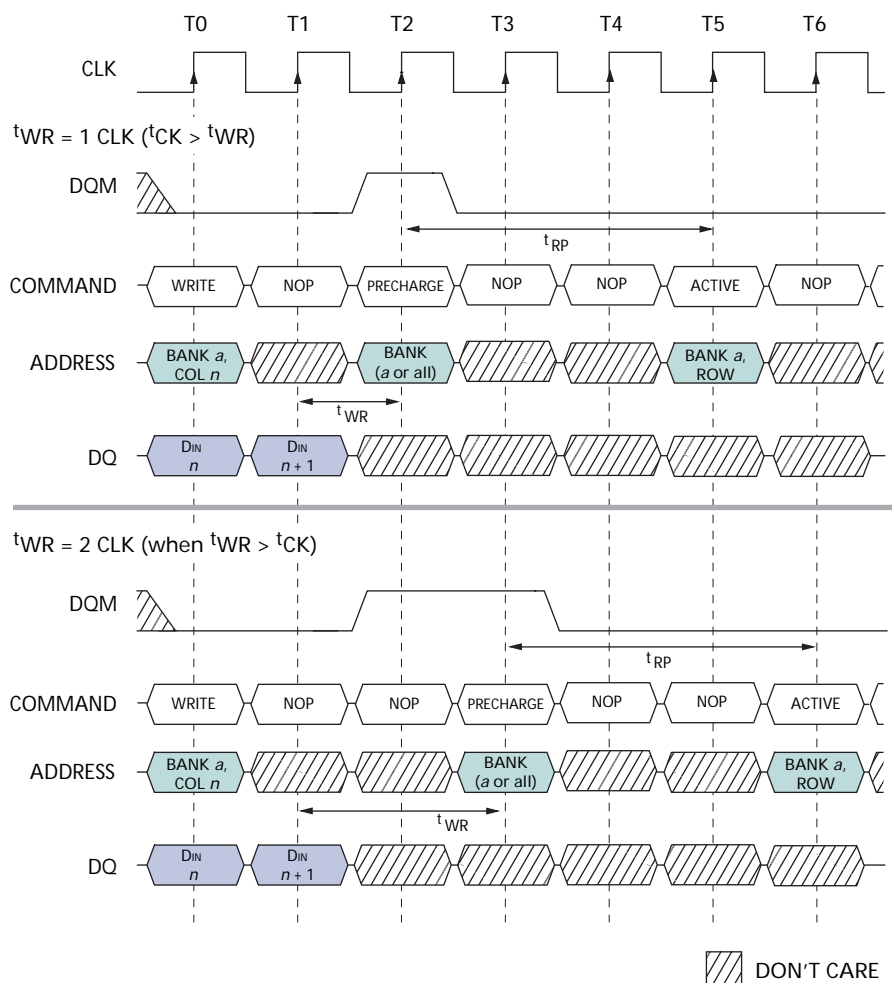 T0 T1 T2 T3 T4 T5 T6
CLK
tWR = 1 CLK (tCK > tWR)
DQM
tRP
COMMAND WRITE NOP PRECHARGE NOP NOP ACTIVE NOP
ADDRESS BANK a, COL n BANK (a or all) BANK a, ROW
tWR
DQ DIN n DIN n + 1
tWR = 2 CLK (when tWR > tCK)
DQM
tRP
COMMAND WRITE NOP NOP PRECHARGE NOP NOP ACTIVE
ADDRESS BANK a, COL n BANK (a or all) BANK a, ROW
tWR
DQ DIN n DIN n + 1
DON'T CARE